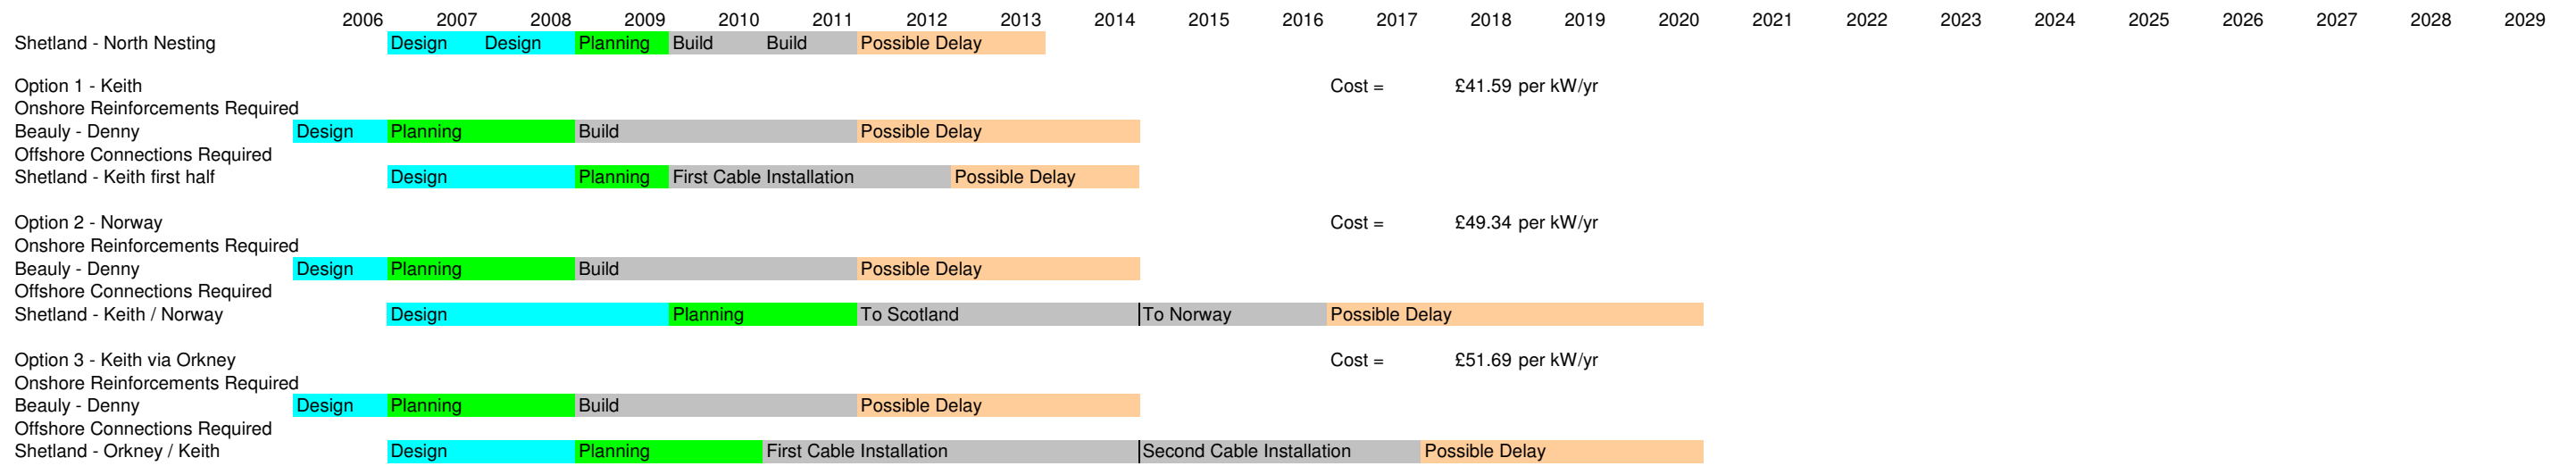 2006 2007 2008 2009 2010 2011 2012 2013 2014 2015 2016 2017 2018 2019 2020 2021 2022 2023 2024 2025 2026 2027 2028 2029
Shetland - North Nesting Design Design Planning Build Build Possible Delay
Option 1 - Keith Cost = £41.59 per kW/yr
Onshore Reinforcements Required
Beauly - Denny Design Planning Build Possible Delay
Offshore Connections Required
Shetland - Keith first half Design Planning First Cable Installation Possible Delay
Option 2 - Norway Cost = £49.34 per kW/yr
Onshore Reinforcements Required
Beauly - Denny Design Planning Build Possible Delay
Offshore Connections Required
Shetland - Keith / Norway Design Planning To Scotland To Norway Possible Delay
Option 3 - Keith via Orkney Cost = £51.69 per kW/yr
Onshore Reinforcements Required
Beauly - Denny Design Planning Build Possible Delay
Offshore Connections Required
Shetland - Orkney / Keith Design Planning First Cable Installation Second Cable Installation Possible Delay